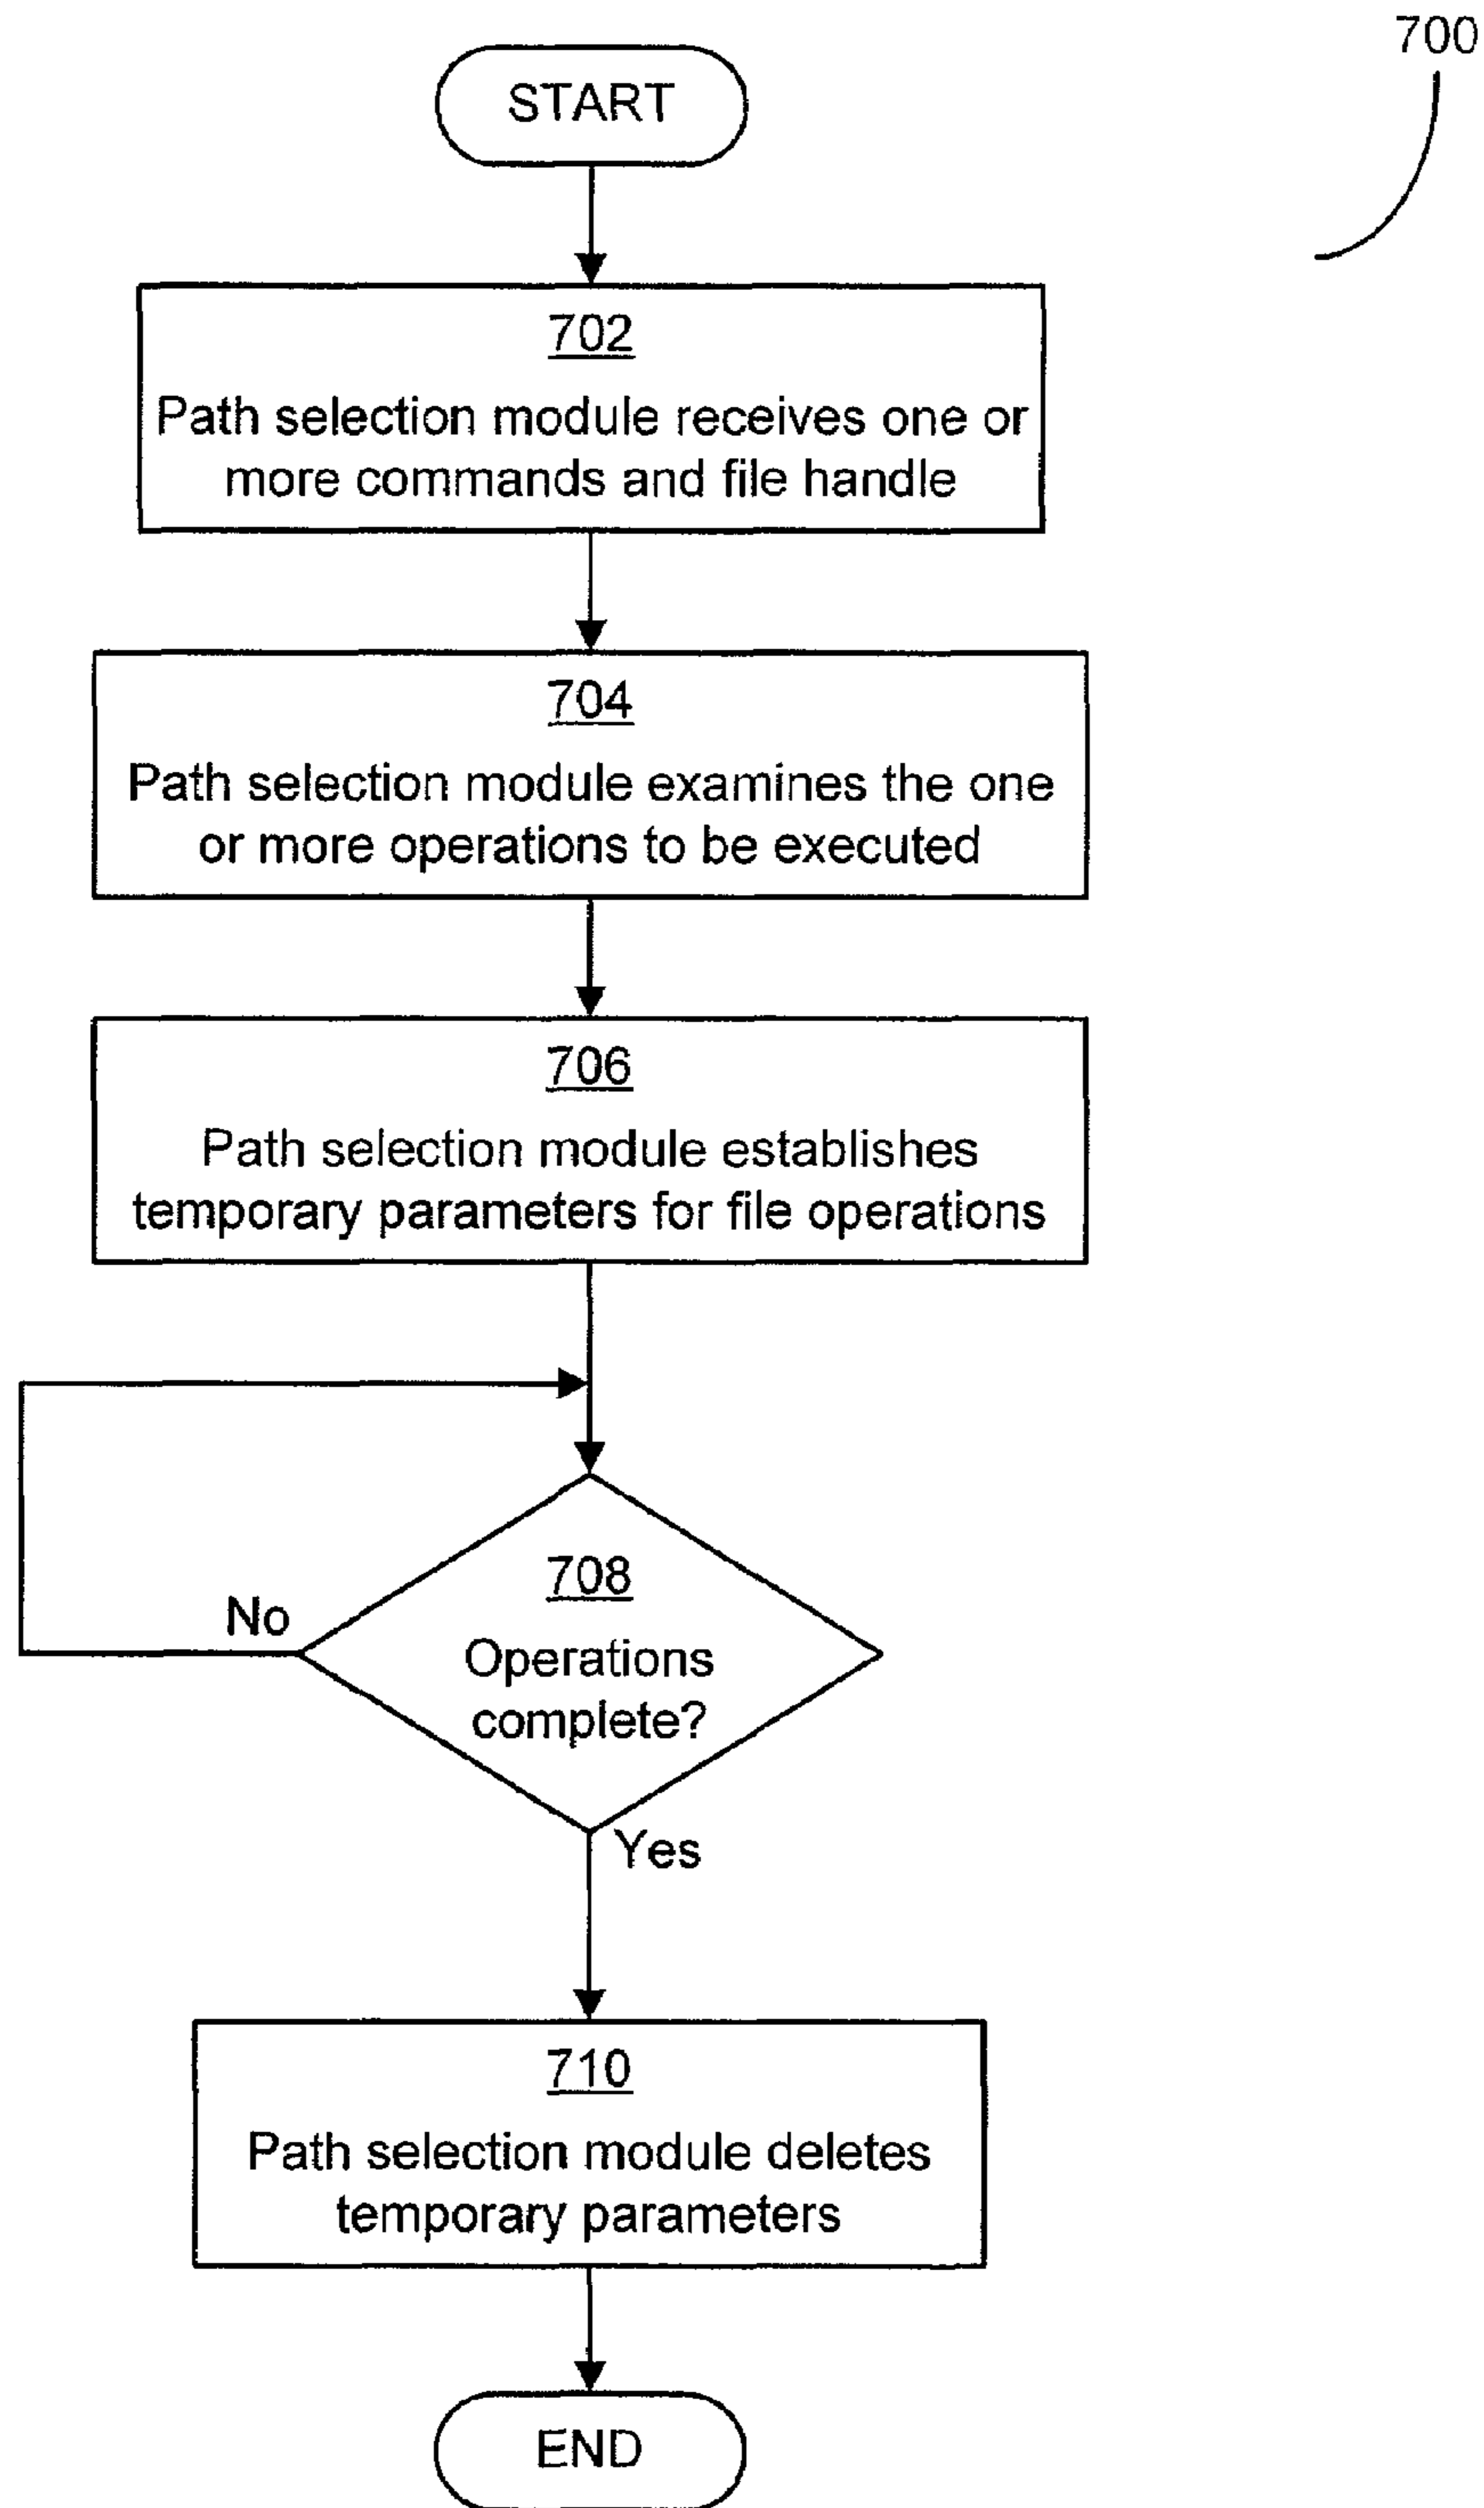 700
START
702
Path selection module receives one or
more commands and file handle
704
Path selection module examines the one
or more operations to be executed
706
Path selection module establishes
temporary parameters for file operations
708
Operations
complete?
No
Yes
710
Path selection module deletes
temporary parameters
END